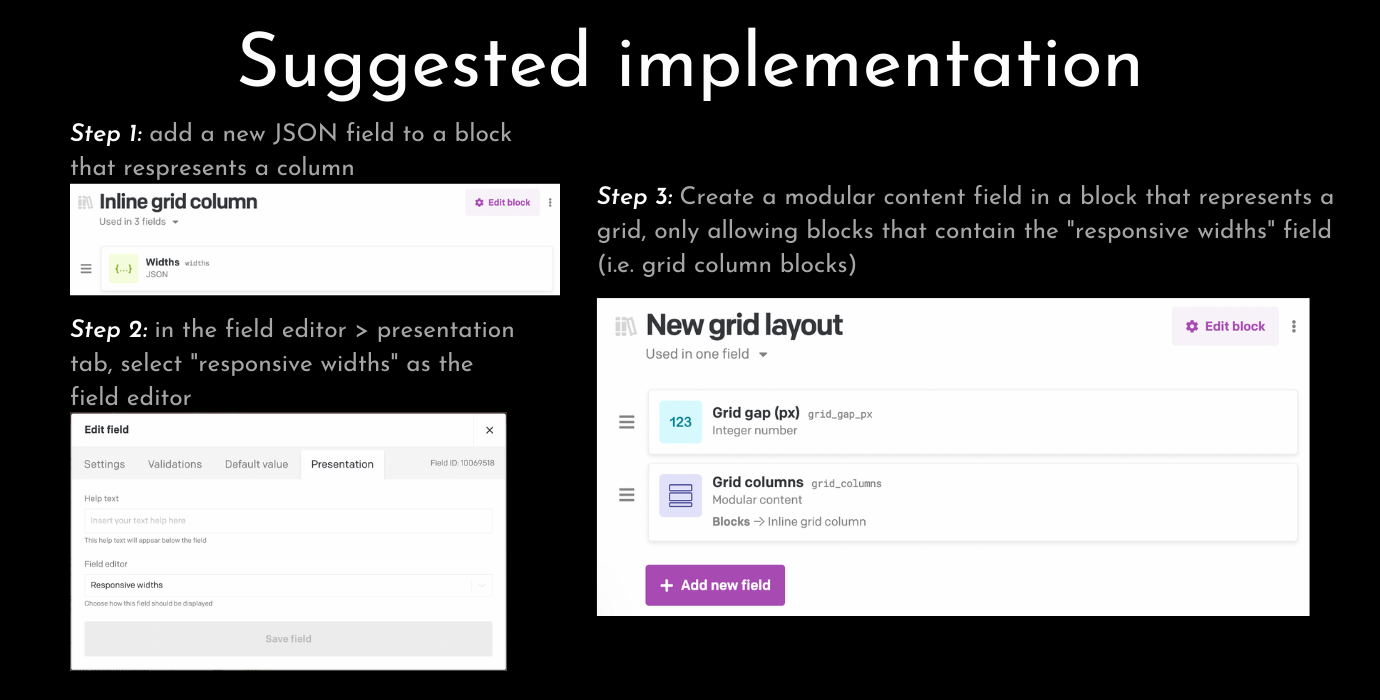 Suggested implementation
Step 1: add a new JSON field to a block
that respresents a column
Inline grid column
Edit block
Used in 3 fields
{...}
Widths widths
JSON
Step 2: in the field editor > presentation
tab, select "responsive widths" as the
field editor
Edit field
Settings Validations Default value Presentation Field ID: 10069518
Help text
Insert your text help here
This help text will appear below the field
Field editor
Responsive widths
Choose how this field should be displayed
Save field
Step 3: Create a modular content field in a block that represents a
grid, only allowing blocks that contain the "responsive widths" field
(i.e. grid column blocks)
New grid layout
Edit block
Used in one field
123
Grid gap (px) grid_gap_px
Integer number
Grid columns grid_columns
Modular content
Blocks → Inline grid column
+ Add new field